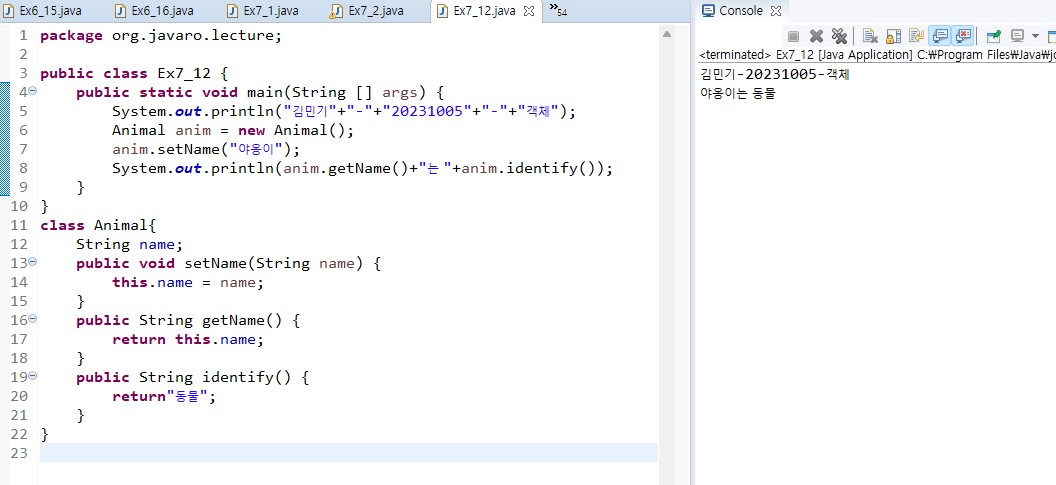 Ex6_15.java Ex6_16.java Ex7_1.java Ex7_2.java Ex7_12.java »54
1 package org.javaro.lecture;
2
3 public class Ex7_12 {
4 public static void main(String [] args) {
5 System.out.println("김민기"+"-"+"20231005"+"-"+"객체");
6 Animal anim = new Animal();
7 anim.setName("야옹이");
8 System.out.println(anim.getName()+"는 "+anim.identify());
9 }
10 }
11 class Animal{
12 String name;
13 public void setName(String name) {
14 this.name = name;
15 }
16 public String getName() {
17 return this.name;
18 }
19 public String identify() {
20 return"동물";
21 }
22 }
23
Console
<terminated> Ex7_12 [Java Application] C:₩Program Files₩Java₩j
김민기-20231005-객체
야옹이는 동물